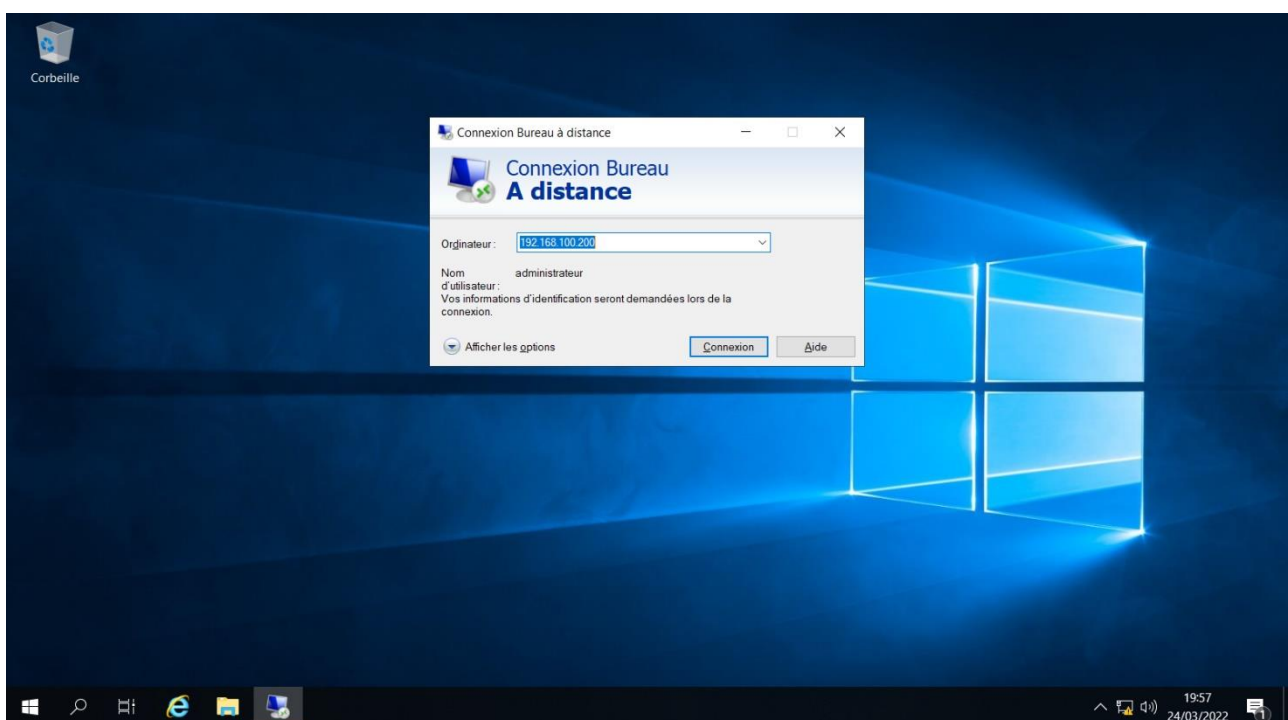 Corbeille
Connexion Bureau à distance
Connexion Bureau
A distance
Ordinateur :
192.168.100.200
Nom
d'utilisateur :
administrateur
Vos informations d'identification seront demandées lors de la
connexion.
Afficher les options
Connexion
Aide
19:57
24/03/2022
1